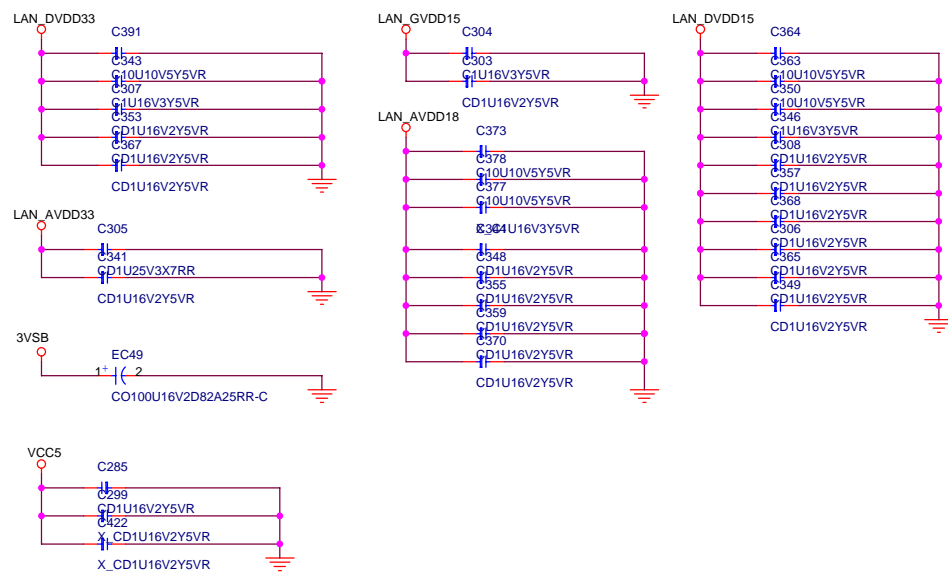 LAN_DVDD33
C391
C343
C10U10V5Y5VR
C307
C1U16V3Y5VR
C353
CD1U16V2Y5VR
C367
CD1U16V2Y5VR
CD1U16V2Y5VR
LAN_AVDD33
C305
C341
CD1U25V3X7RR
CD1U16V2Y5VR
3VSB
EC49
1 + 2
CO100U16V2D82A25RR-C
VCC5
C285
C299
CD1U16V2Y5VR
C422
X_CD1U16V2Y5VR
X_CD1U16V2Y5VR
LAN_GVDD15
C304
C303
C1U16V3Y5VR
CD1U16V2Y5VR
LAN_AVDD18
C373
C378
C10U10V5Y5VR
C377
C10U10V5Y5VR
X_C1U16V3Y5VR
C348
CD1U16V2Y5VR
C355
CD1U16V2Y5VR
C359
CD1U16V2Y5VR
C370
CD1U16V2Y5VR
CD1U16V2Y5VR
LAN_DVDD15
C364
C363
C10U10V5Y5VR
C350
C10U10V5Y5VR
C346
C1U16V3Y5VR
C308
CD1U16V2Y5VR
C357
CD1U16V2Y5VR
C368
CD1U16V2Y5VR
C306
CD1U16V2Y5VR
C365
CD1U16V2Y5VR
C349
CD1U16V2Y5VR
CD1U16V2Y5VR